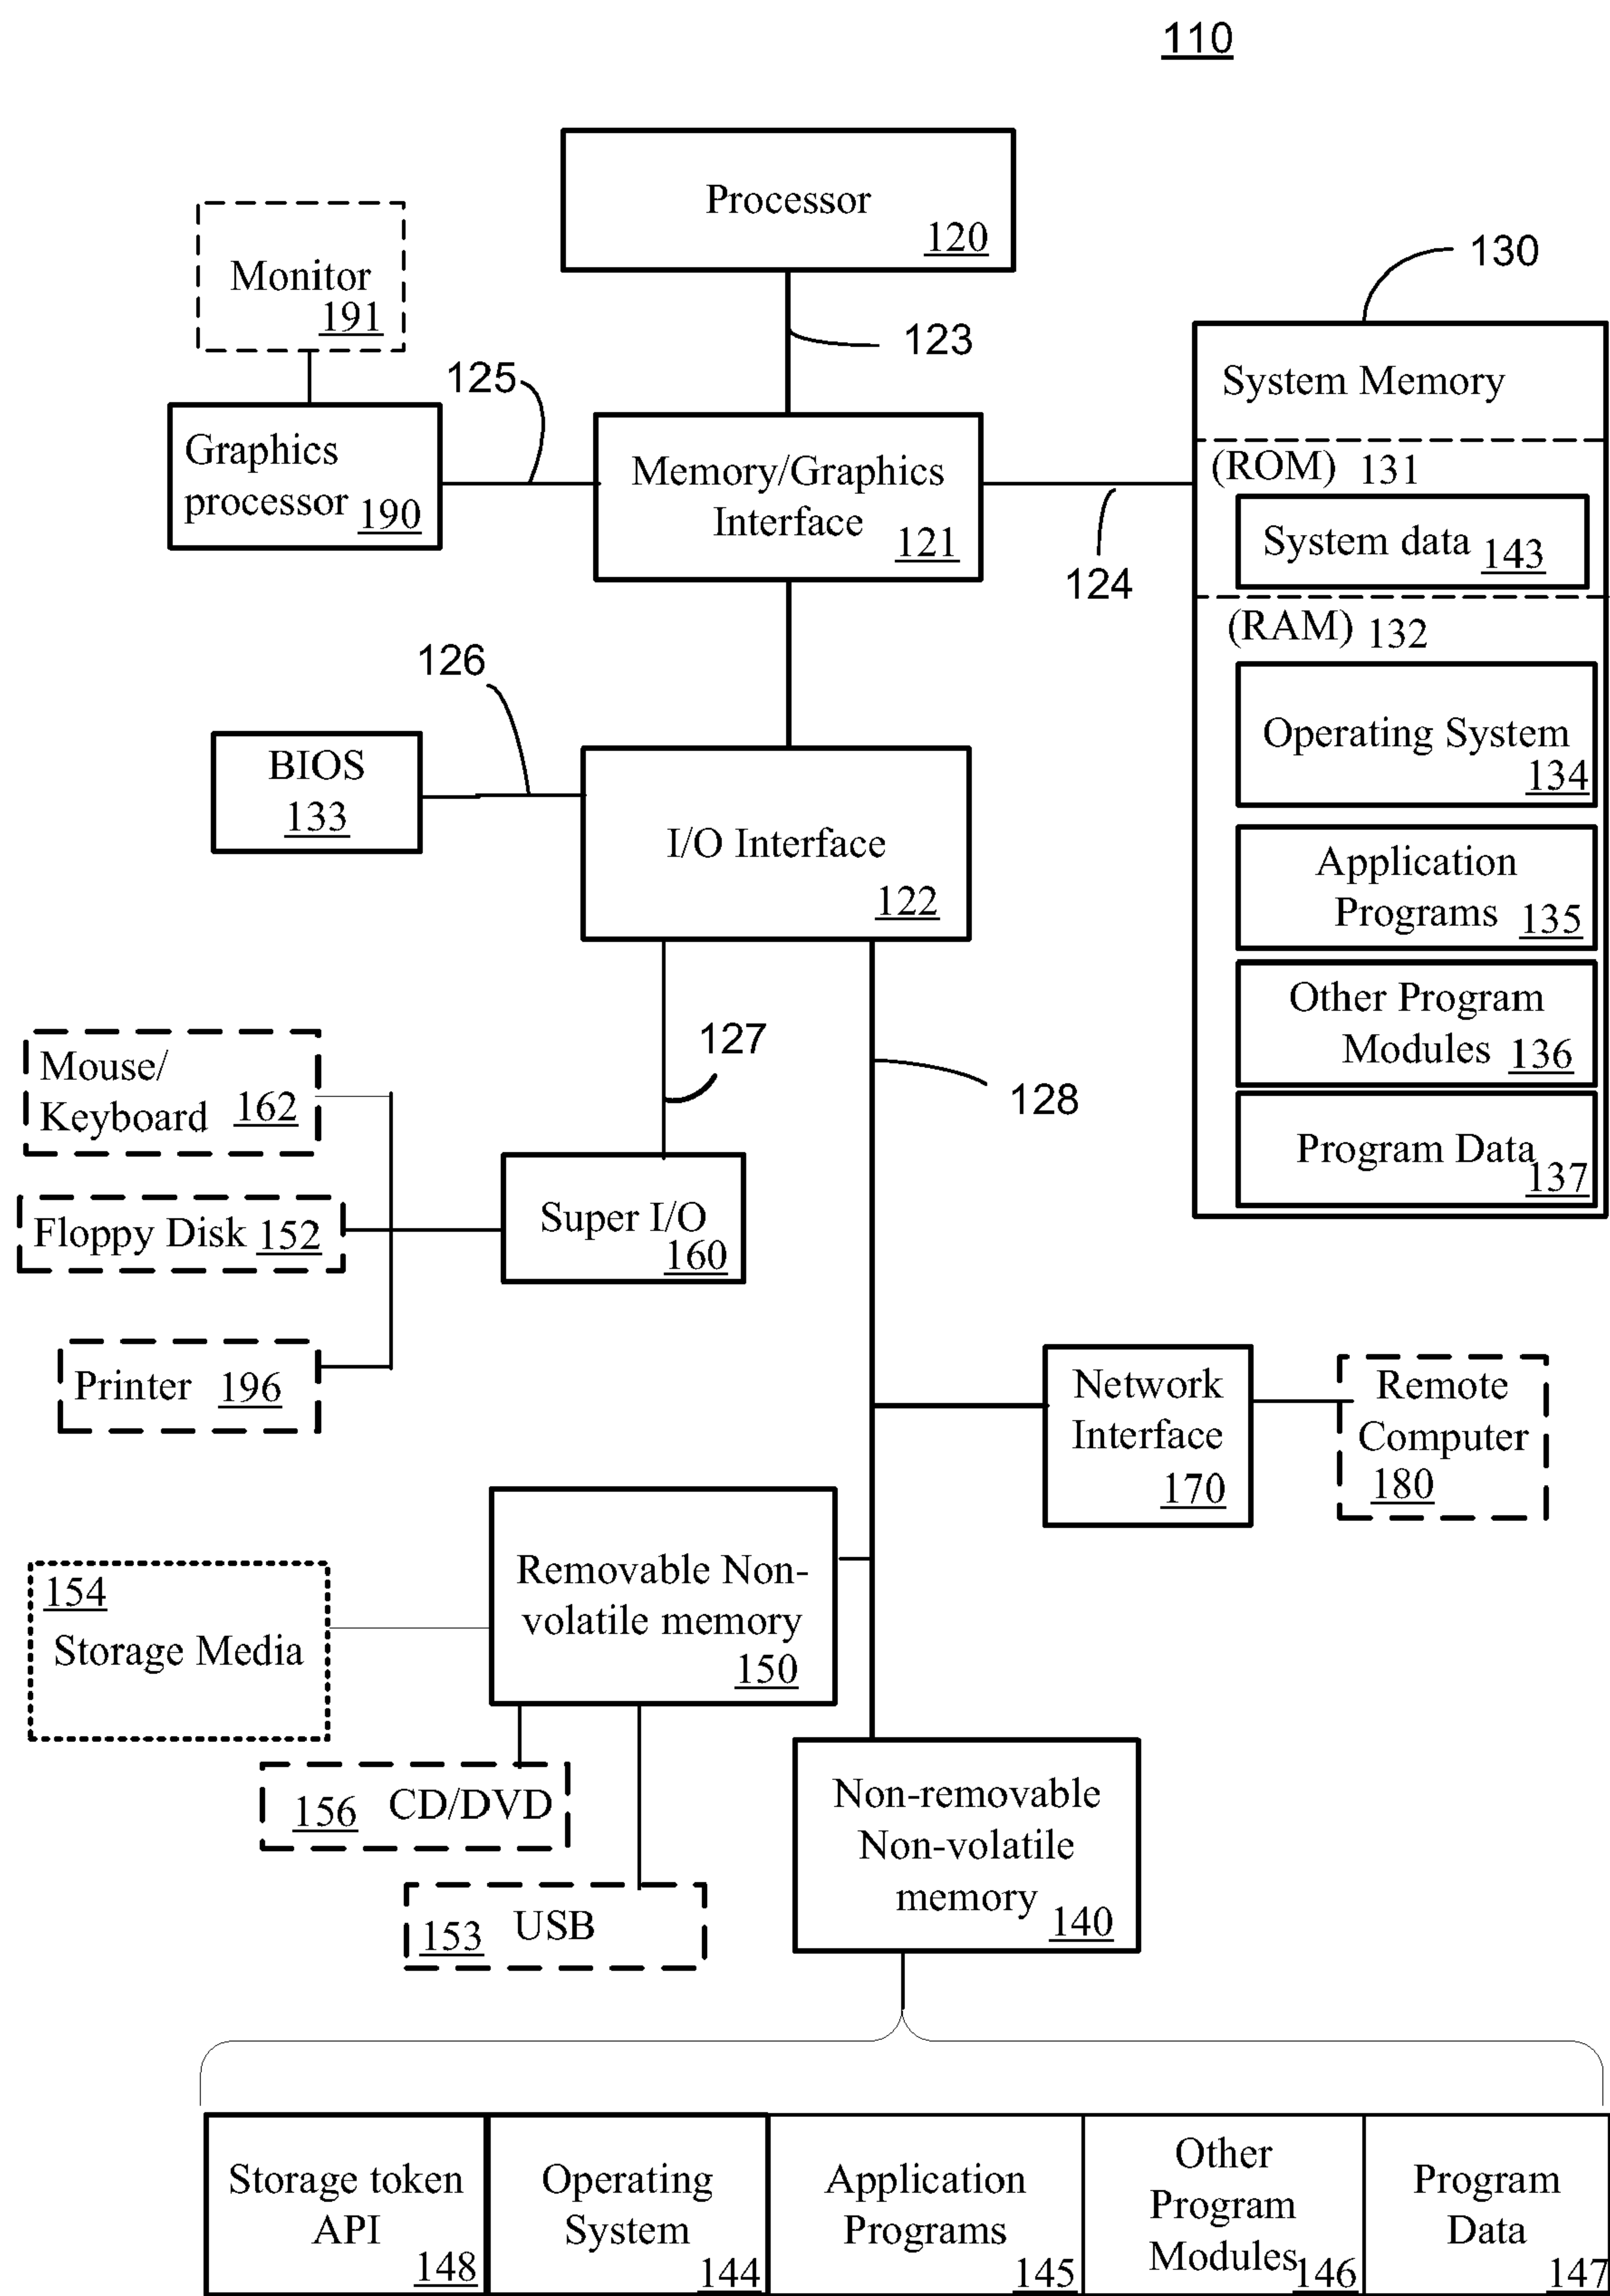 110
Processor
120
Monitor
191
123
130
125
System Memory
Graphics
processor 190
Memory/Graphics
Interface 121
(ROM) 131
System data 143
124
(RAM) 132
126
Operating System
134
BIOS
133
I/O Interface
122
Application
Programs 135
Other Program
Modules 136
127
128
Mouse/
Keyboard 162
Program Data
137
Super I/O
160
Floppy Disk 152
Printer 196
Network
Interface
170
Remote
Computer
180
Removable Non-
volatile memory
150
154
Storage Media
156 CD/DVD
Non-removable
Non-volatile
memory 140
153 USB
Storage token
API
148
Operating
System
144
Application
Programs
145
Other
Program
Modules 146
Program
Data
147